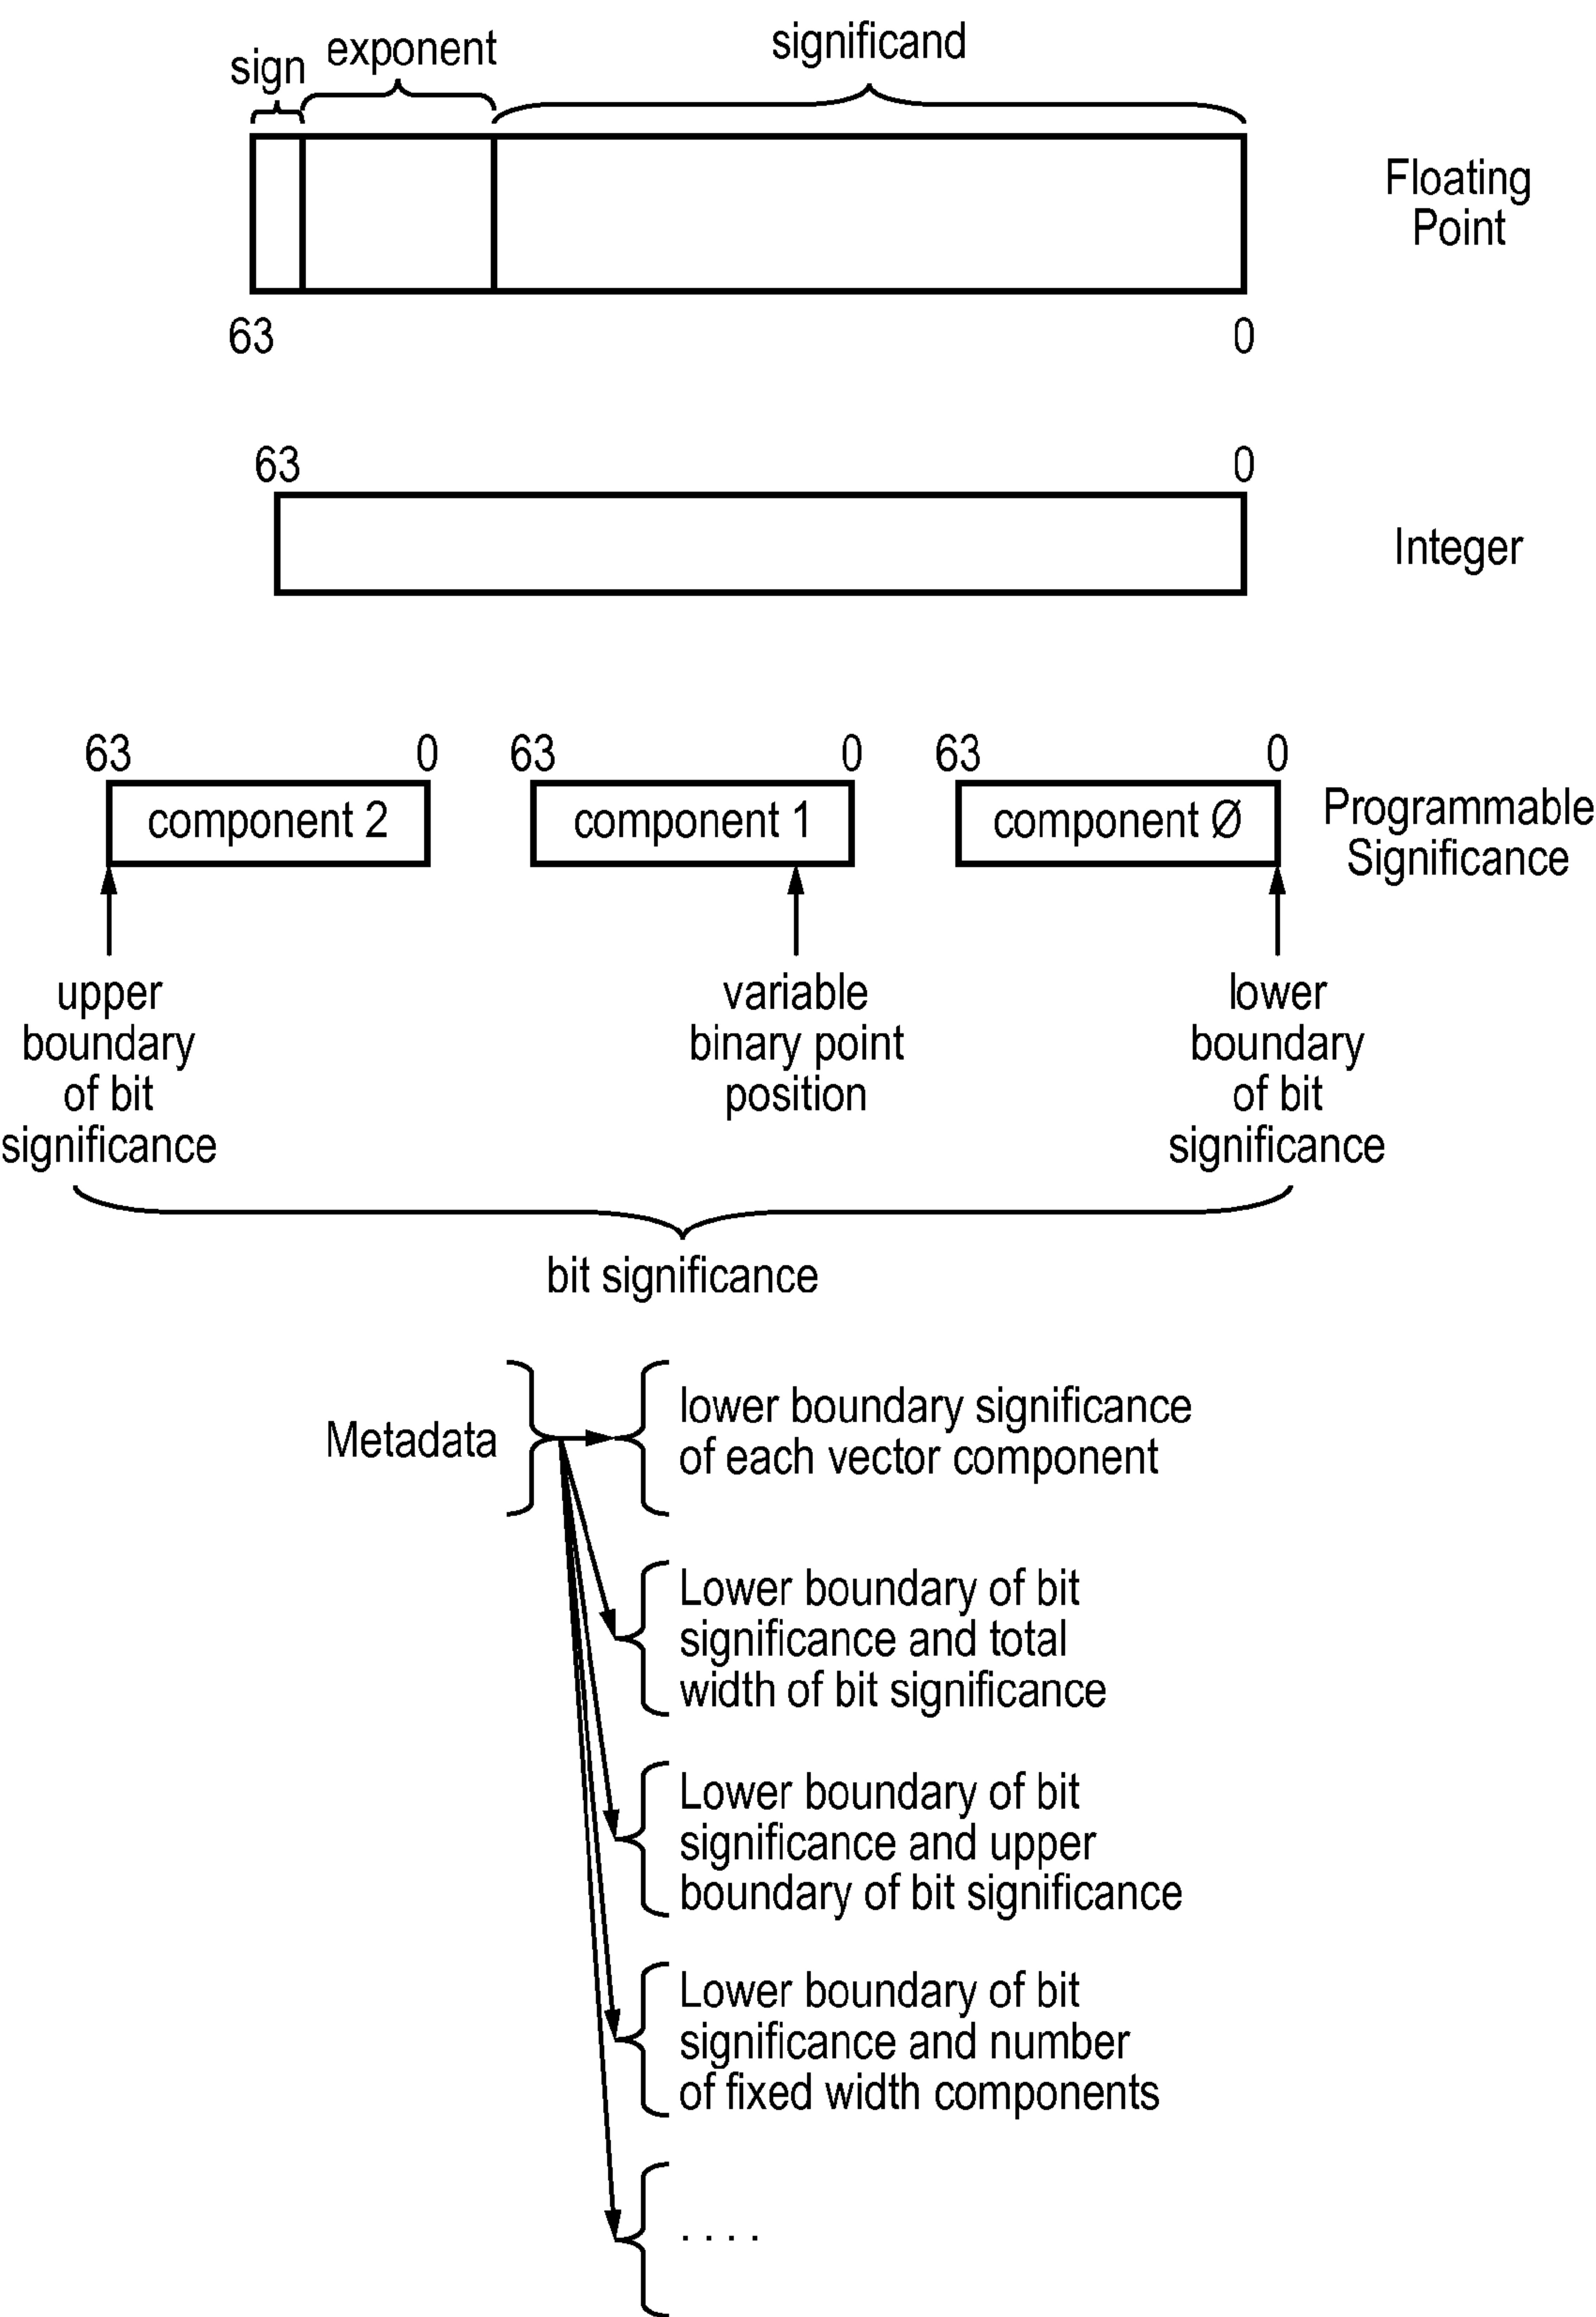 sign
exponent
significand
Floating
Point
63
0
63
0
Integer
63
0
63
0
63
0
component 2
component 1
component Ø
Programmable
Significance
upper
boundary
of bit
significance
variable
binary point
position
lower
boundary
of bit
significance
bit significance
Metadata
lower boundary significance
of each vector component
Lower boundary of bit
significance and total
width of bit significance
Lower boundary of bit
significance and upper
boundary of bit significance
Lower boundary of bit
significance and number
of fixed width components
. . . .